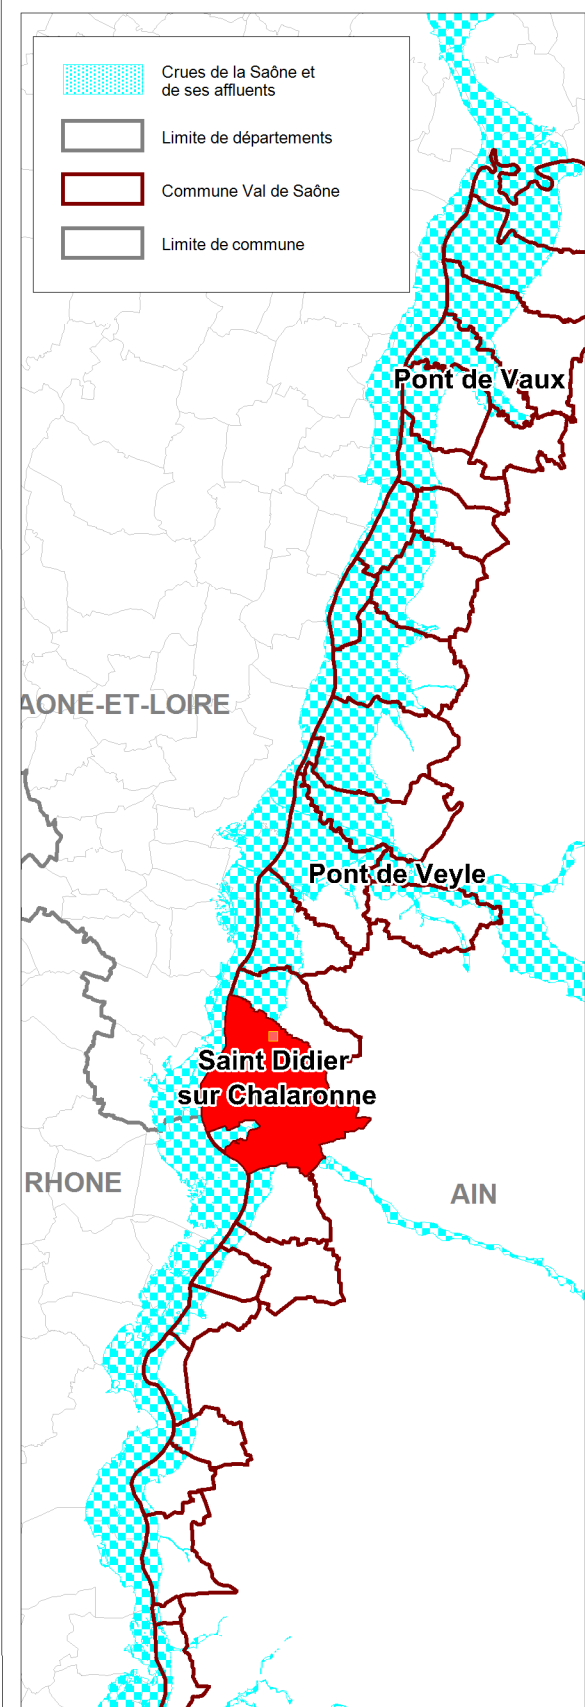 Crues de la Saône et
de ses affluents
Limite de départements
Commune Val de Saône
Limite de commune
Pont de Vaux
AONE-ET-LOIRE
Pont de Veyle
Saint Didier
sur Chalaronne
RHONE
AIN